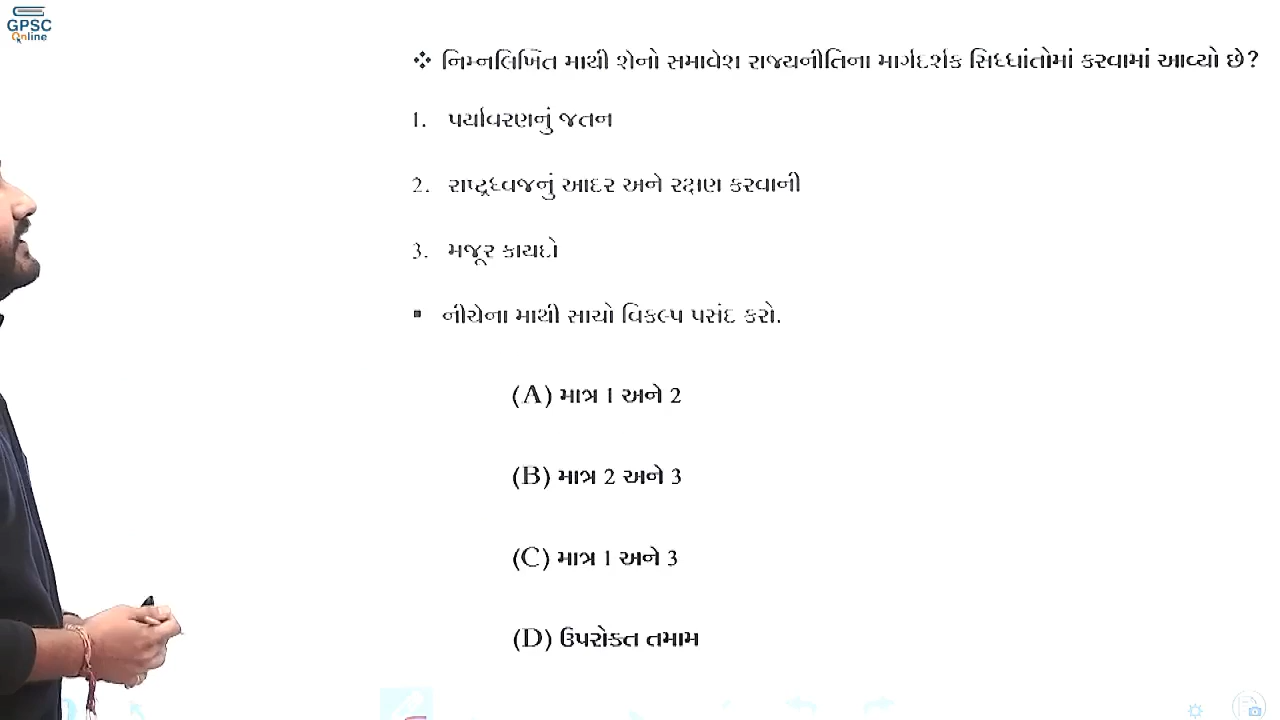 GPSC
Online
❖ નિમ્નલિખિત માથી શેનો સમાવેશ રાજ્યનીતિના માર્ગદર્શક સિધ્ધાંતોમાં કરવામાં આવ્યો છે?
1. પર્યાવરણનું જતન
2. રાષ્ટ્રધ્વજનું આદર અને રક્ષણ કરવાની
3. મજૂર કાયદો
▪ નીચેના માથી સાચો વિકલ્પ પસંદ કરો.
(A) માત્ર 1 અને 2
(B) માત્ર 2 અને 3
(C) માત્ર 1 અને 3
(D) ઉપરોક્ત તમામ